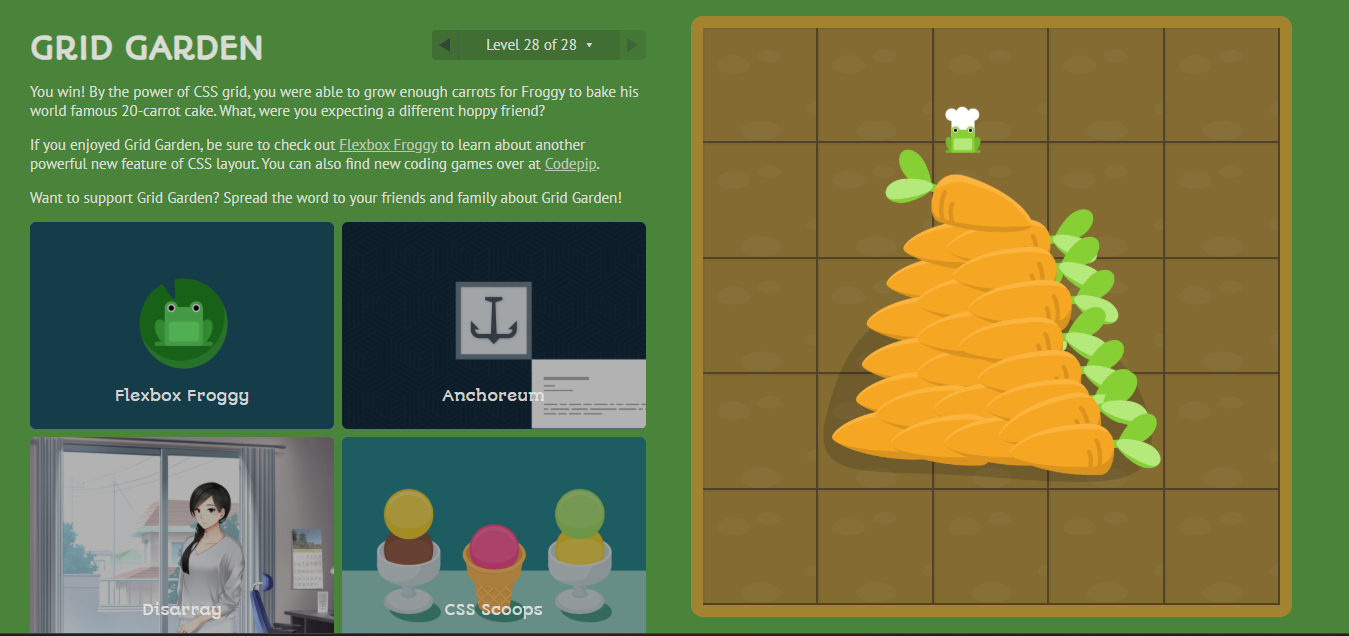 GRID GARDEN
Level 28 of 28
You win! By the power of CSS grid, you were able to grow enough carrots for Froggy to bake his
world famous 20-carrot cake. What, were you expecting a different hoppy friend?
If you enjoyed Grid Garden, be sure to check out Flexbox Froggy to learn about another
powerful new feature of CSS layout. You can also find new coding games over at Codepip.
Want to support Grid Garden? Spread the word to your friends and family about Grid Garden!
Flexbox Froggy
Anchoreum
Disarray
CSS Scoops